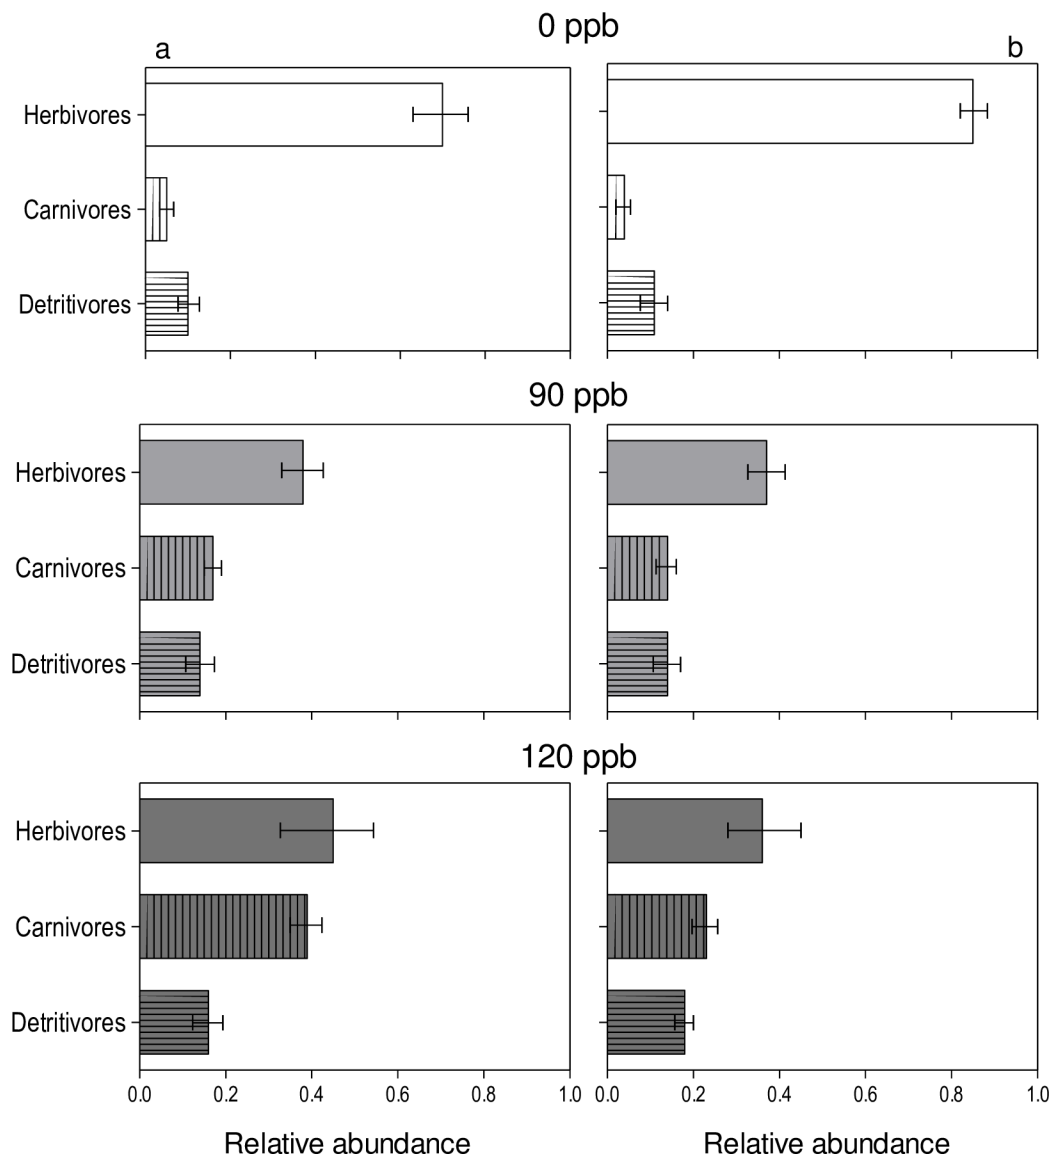 0 ppb
a
b
Herbivores
Carnivores
Detritivores
90 ppb
Herbivores
Carnivores
Detritivores
120 ppb
Herbivores
Carnivores
Detritivores
0.0 0.2 0.4 0.6 0.8 1.0 0.0 0.2 0.4 0.6 0.8 1.0
Relative abundance Relative abundance